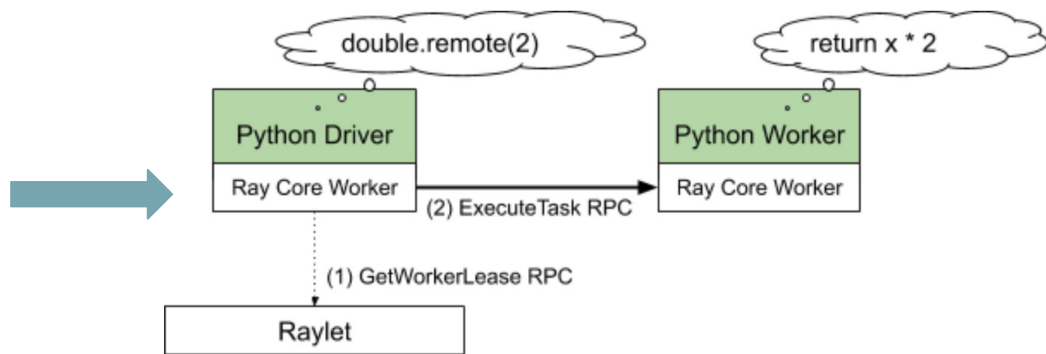 double.remote(2)
return x * 2
Python Driver
Python Worker
Ray Core Worker
Ray Core Worker
(2) ExecuteTask RPC
(1) GetWorkerLease RPC
Raylet